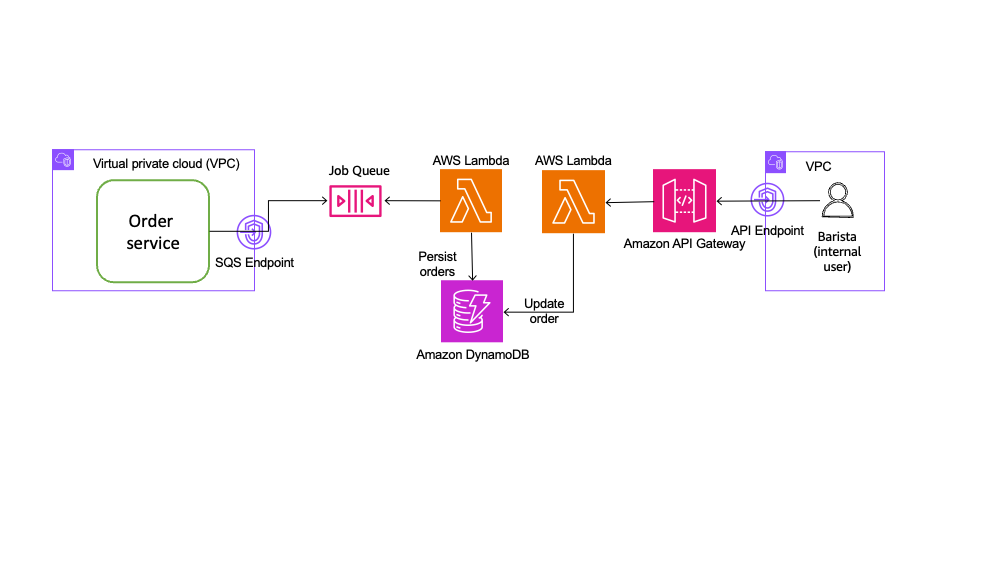 Virtual private cloud (VPC)
Order
service
SQS Endpoint
Job Queue
AWS Lambda
Persist
orders
Amazon DynamoDB
AWS Lambda
Update
order
Amazon API Gateway
VPC
API Endpoint
Barista
(internal
user)